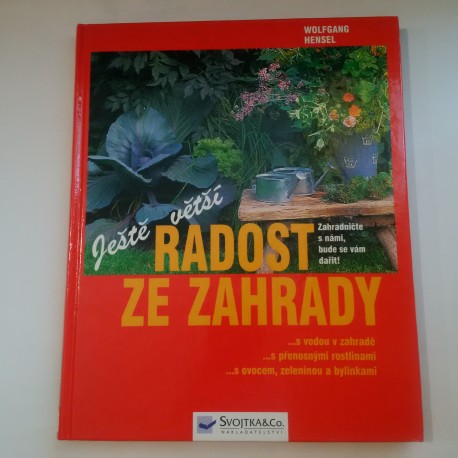 WOLFGANG
HENSEL
Ještě větší
RADOST
ZE ZAHRADY
Zahradničte
s námi,
bude se vám
dařit!
...s vodou v zahradě
...s přenosnými rostlinami
...s ovocem, zeleninou a bylinkami
SVOJTKA&CO.
NAKLADATELSTVÍ